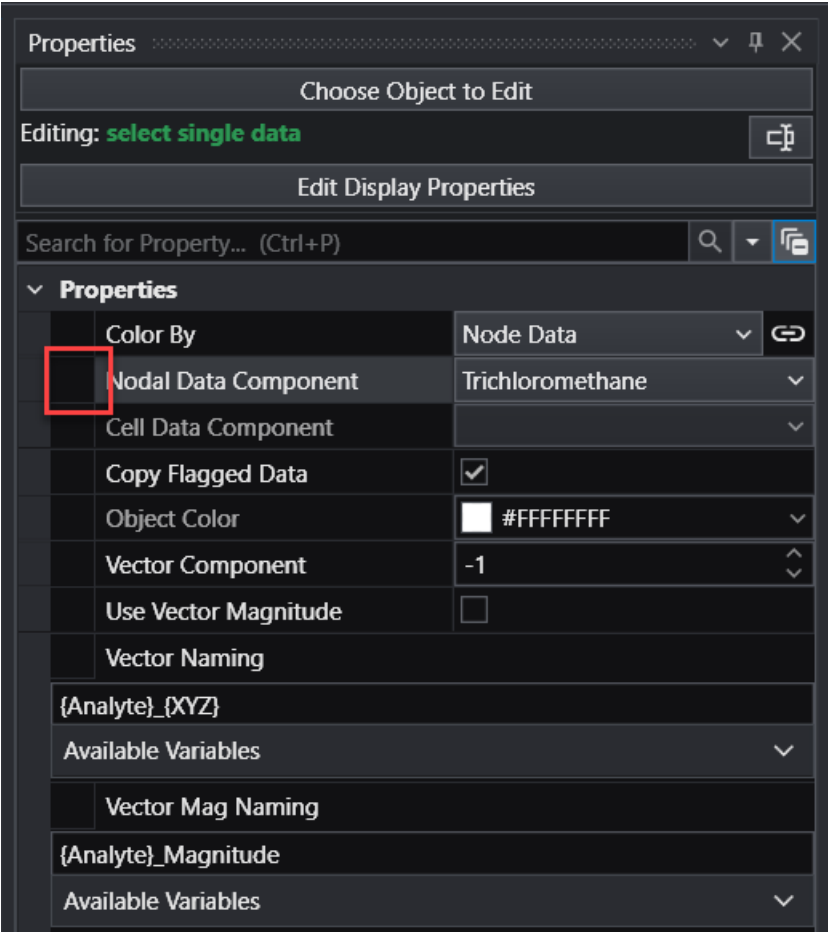 Properties
Choose Object to Edit
Editing: select single data
Edit Display Properties
Search for Property... (Ctrl+P)
Properties
Color By Node Data
Nodal Data Component Trichloromethane
Cell Data Component
Copy Flagged Data
Object Color #FFFFFFFF
Vector Component -1
Use Vector Magnitude
Vector Naming
{Analyte}_{XYZ}
Available Variables
Vector Mag Naming
{Analyte}_Magnitude
Available Variables